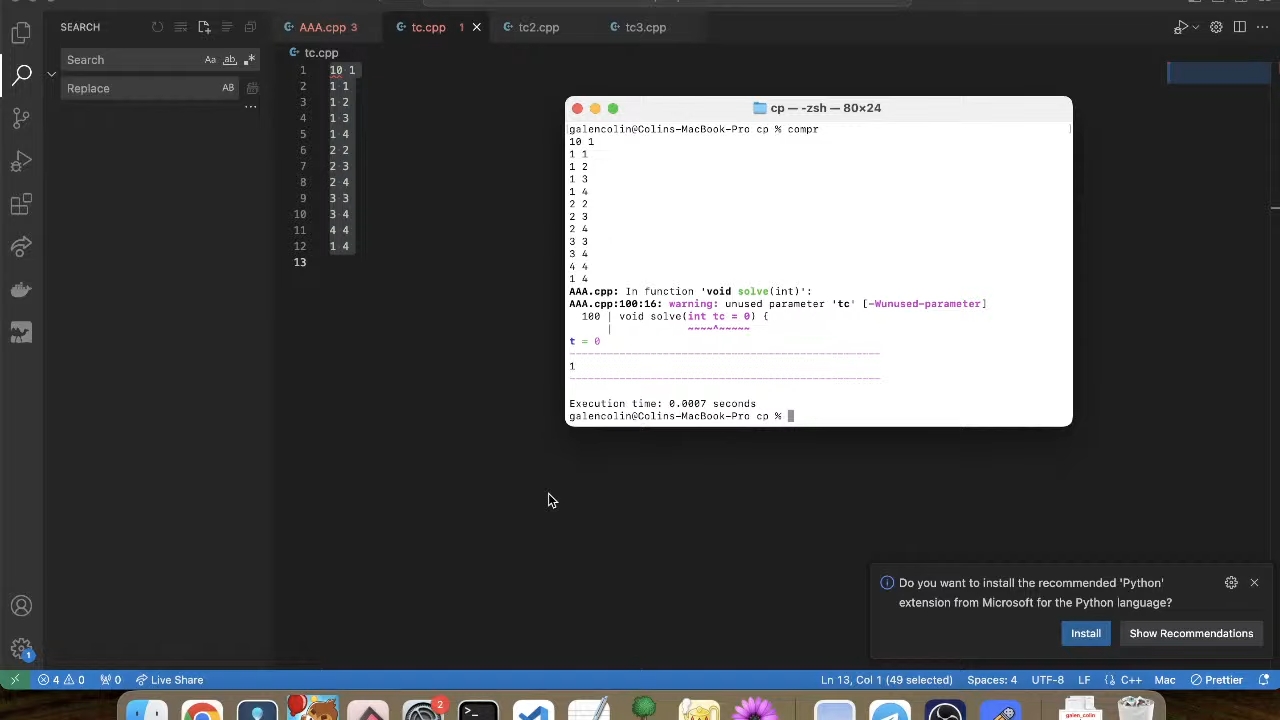 SEARCH
AAA.cpp 3
tc.cpp 1
tc2.cpp
tc3.cpp
Search
Aa
ab
.*
Replace
AB
...
tc.cpp
1 10 1
2 1 1
3 1 2
4 1 3
5 1 4
6 2 2
7 2 3
8 2 4
9 3 3
10 3 4
11 4 4
12 1 4
13
cp — -zsh — 80×24
galencolin@Colins-MacBook-Pro cp % compr
10 1
1 1
1 2
1 3
1 4
2 2
2 3
2 4
3 3
3 4
4 4
1 4
AAA.cpp: In function 'void solve(int)':
AAA.cpp:100:16: warning: unused parameter 'tc' [-Wunused-parameter]
100 | void solve(int tc = 0) {
| ~~~~^~~~~~
t = 0
1
Execution time: 0.0007 seconds
galencolin@Colins-MacBook-Pro cp %
Do you want to install the recommended 'Python'
extension from Microsoft for the Python language?
Install
Show Recommendations
1
4 0
0
Live Share
Ln 13, Col 1 (49 selected)
Spaces: 4
UTF-8
LF
{} C++
Mac
Prettier
2
>_
galen_colin